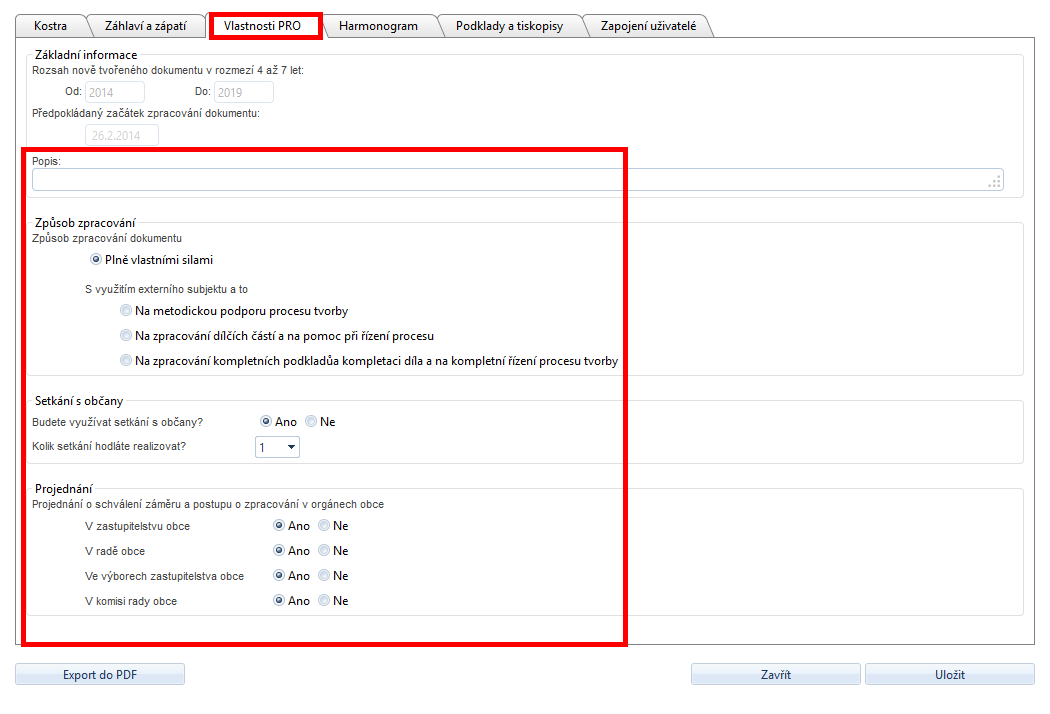 Kostra Záhlaví a zápatí Vlastnosti PRO Harmonogram Podklady a tiskopisy Zapojení uživatelé
Základní informace
Rozsah nově tvořeného dokumentu v rozmezí 4 až 7 let:
Od: 2014 Do: 2019
Předpokládaný začátek zpracování dokumentu:
26.2.2014
Popis:
Způsob zpracování
Způsob zpracování dokumentu
Plně vlastními silami
S využitím externího subjektu a to
Na metodickou podporu procesu tvorby
Na zpracování dílčích částí a na pomoc při řízení procesu
Na zpracování kompletních podkladůa kompletaci díla a na kompletní řízení procesu tvorby
Setkání s občany
Budete využívat setkání s občany? Ano Ne
Kolik setkání hodláte realizovat? 1
Projednání
Projednání o schválení záměru a postupu o zpracování v orgánech obce
V zastupitelstvu obce Ano Ne
V radě obce Ano Ne
Ve výborech zastupitelstva obce Ano Ne
V komisi rady obce Ano Ne
Export do PDF Zavřít Uložit